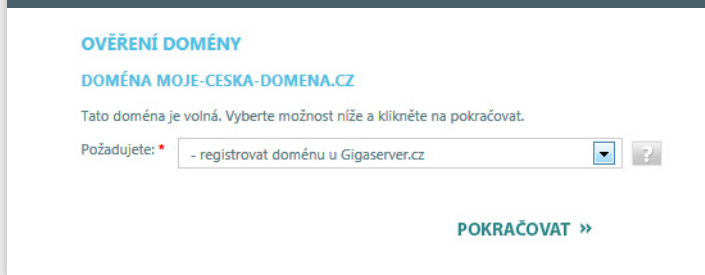 OVĚŘENÍ DOMÉNY
DOMÉNA MOJE-CESKA-DOMENA.CZ
Tato doména je volná. Vyberte možnost níže a klikněte na pokračovat.
Požadujete: * - registrovat doménu u Gigaserver.cz ?
POKRAČOVAT »